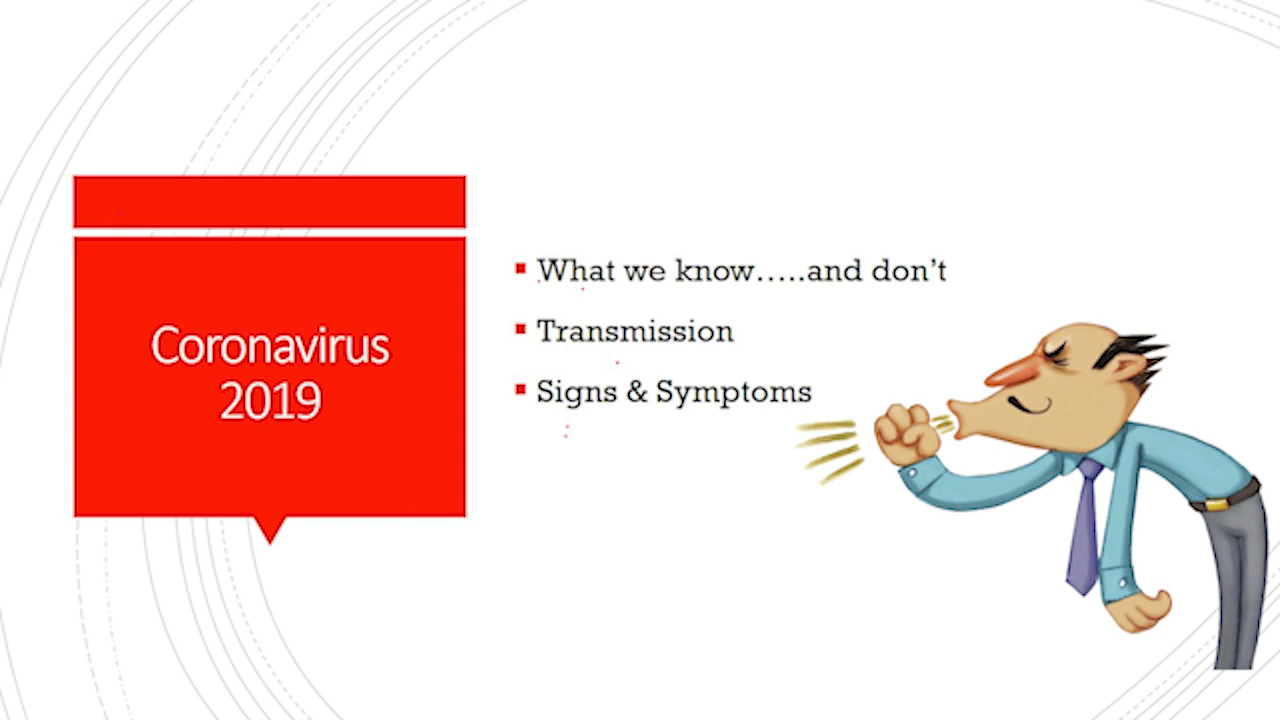 Coronavirus
2019
What we know.....and don't
Transmission
Signs & Symptoms